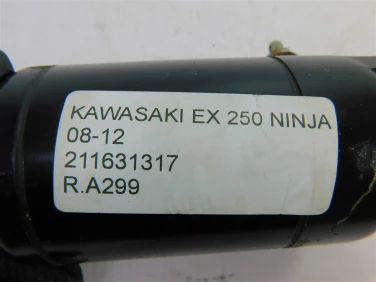 KAWASAKI EX 250 NINJA
08-12
211631317
R.A299